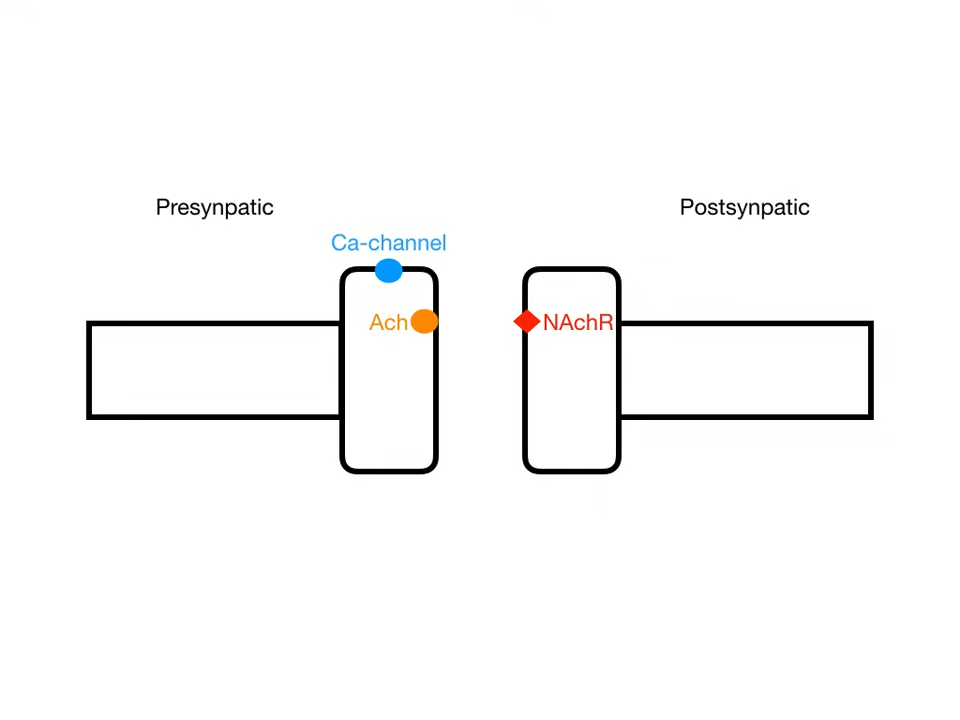 Presynpatic
Postsynpatic
Ca-channel
Ach
NAchR